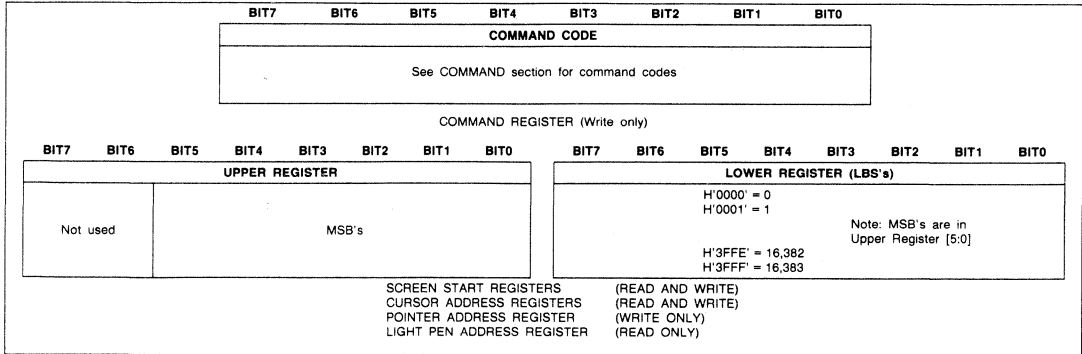 BIT7 BIT6 BIT5 BIT4 BIT3 BIT2 BIT1 BIT0
COMMAND CODE
See COMMAND section for command codes
COMMAND REGISTER (Write only)
BIT7 BIT6 BIT5 BIT4 BIT3 BIT2 BIT1 BIT0
UPPER REGISTER
Not used
MSB's
BIT7 BIT6 BIT5 BIT4 BIT3 BIT2 BIT1 BIT0
LOWER REGISTER (LBS's)
H'0000' = 0
H'0001' = 1
Note: MSB's are in
Upper Register [5:0]
H'3FFE' = 16,382
H'3FFF' = 16,383
SCREEN START REGISTERS (READ AND WRITE)
CURSOR ADDRESS REGISTERS (READ AND WRITE)
POINTER ADDRESS REGISTER (WRITE ONLY)
LIGHT PEN ADDRESS REGISTER (READ ONLY)